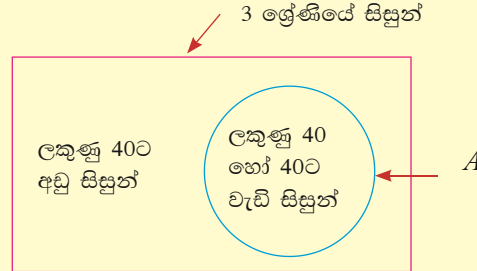 3 ශ්‍රේණියේ සිසුන්
ලකුණු 40ට
අඩු සිසුන්
ලකුණු 40
හෝ 40ට
වැඩි සිසුන්
A